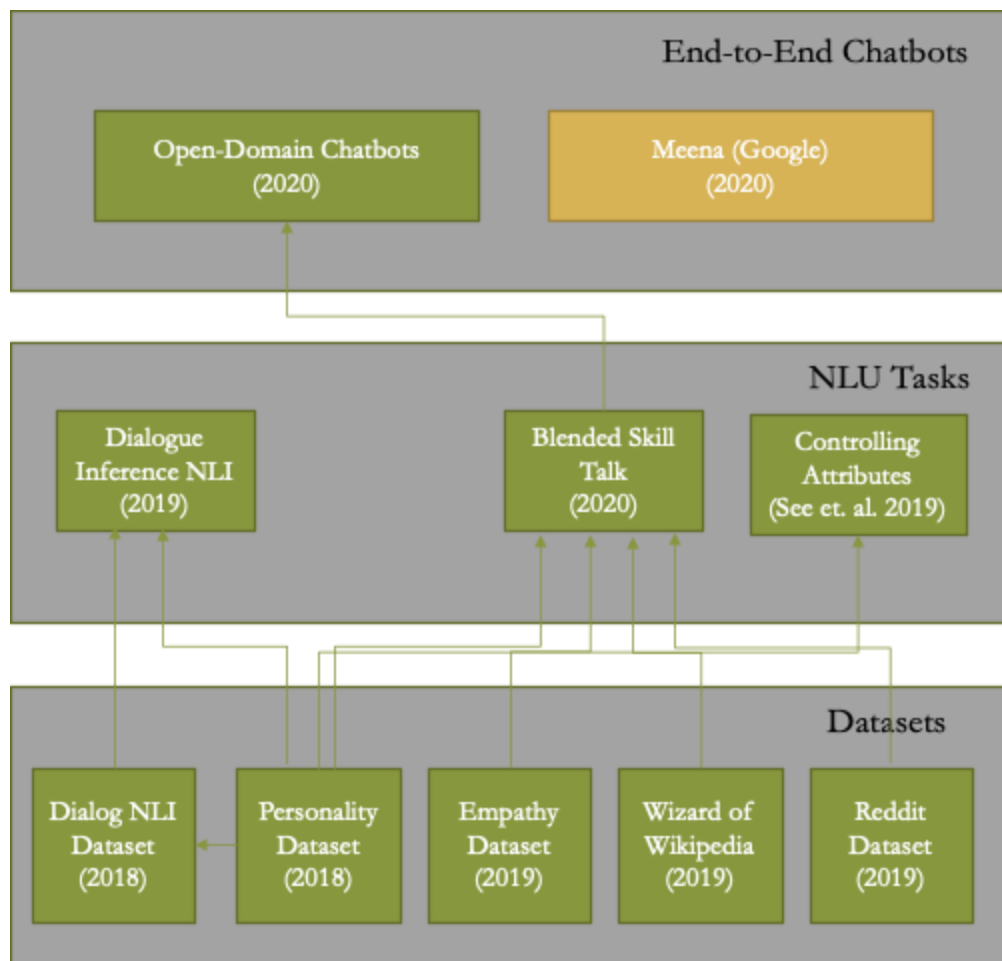 End-to-End Chatbots
Open-Domain Chatbots
(2020)
Meena (Google)
(2020)
NLU Tasks
Dialogue
Inference NLI
(2019)
Blended Skill
Talk
(2020)
Controlling
Attributes
(See et. al. 2019)
Datasets
Dialog NLI
Dataset
(2018)
Personality
Dataset
(2018)
Empathy
Dataset
(2019)
Wizard of
Wikipedia
(2019)
Reddit
Dataset
(2019)